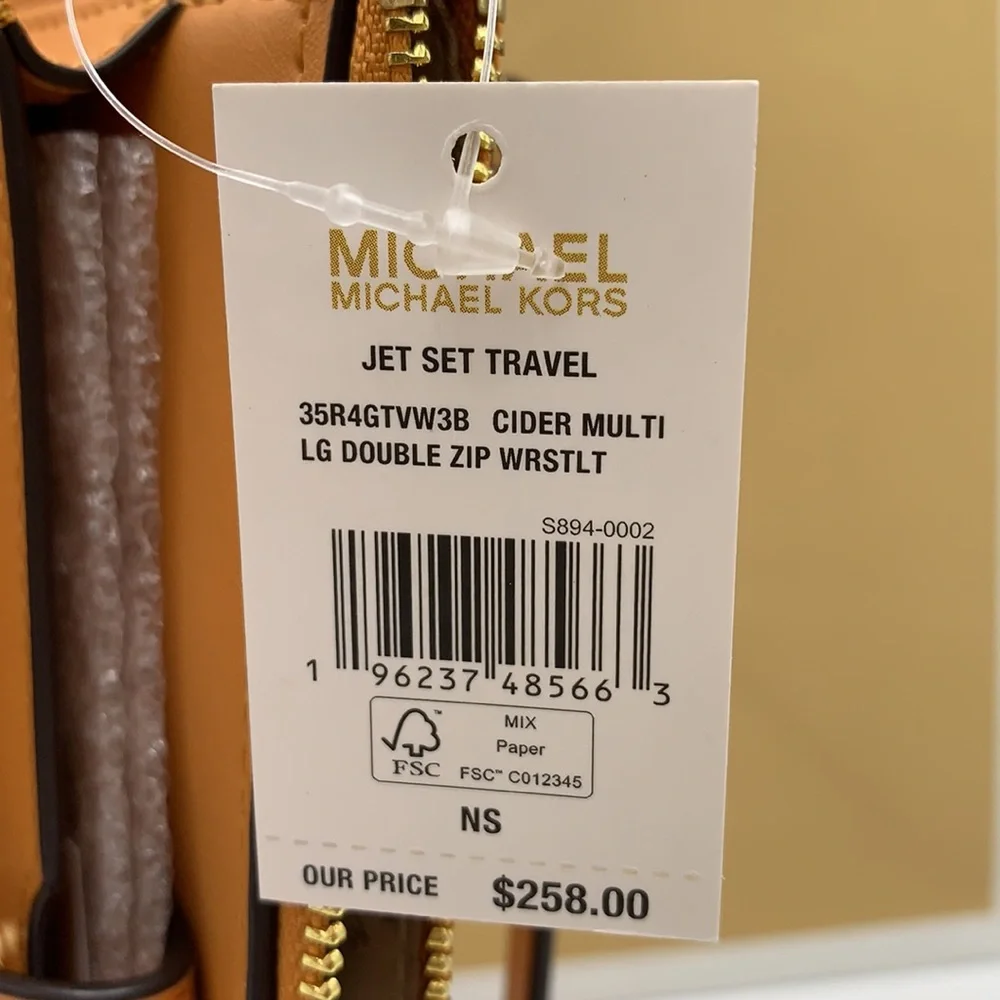 MICHAEL
MICHAEL KORS
JET SET TRAVEL
35R4GTVW3B CIDER MULTI
LG DOUBLE ZIP WRSTLT
S894-0002
1 96237 48566 3
MIX
Paper
FSC™ C012345
™
FSC
NS
OUR PRICE $258.00